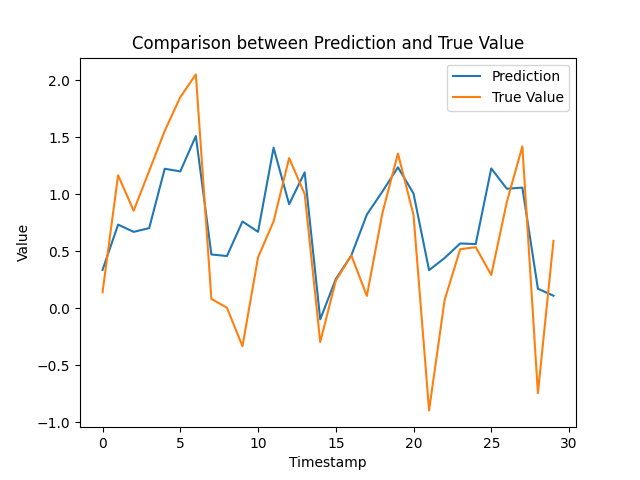 Comparison between Prediction and True Value
Prediction
True Value
2.0
1.5
1.0
0.5
0.0
−0.5
−1.0
Value
0 5 10 15 20 25 30
Timestamp